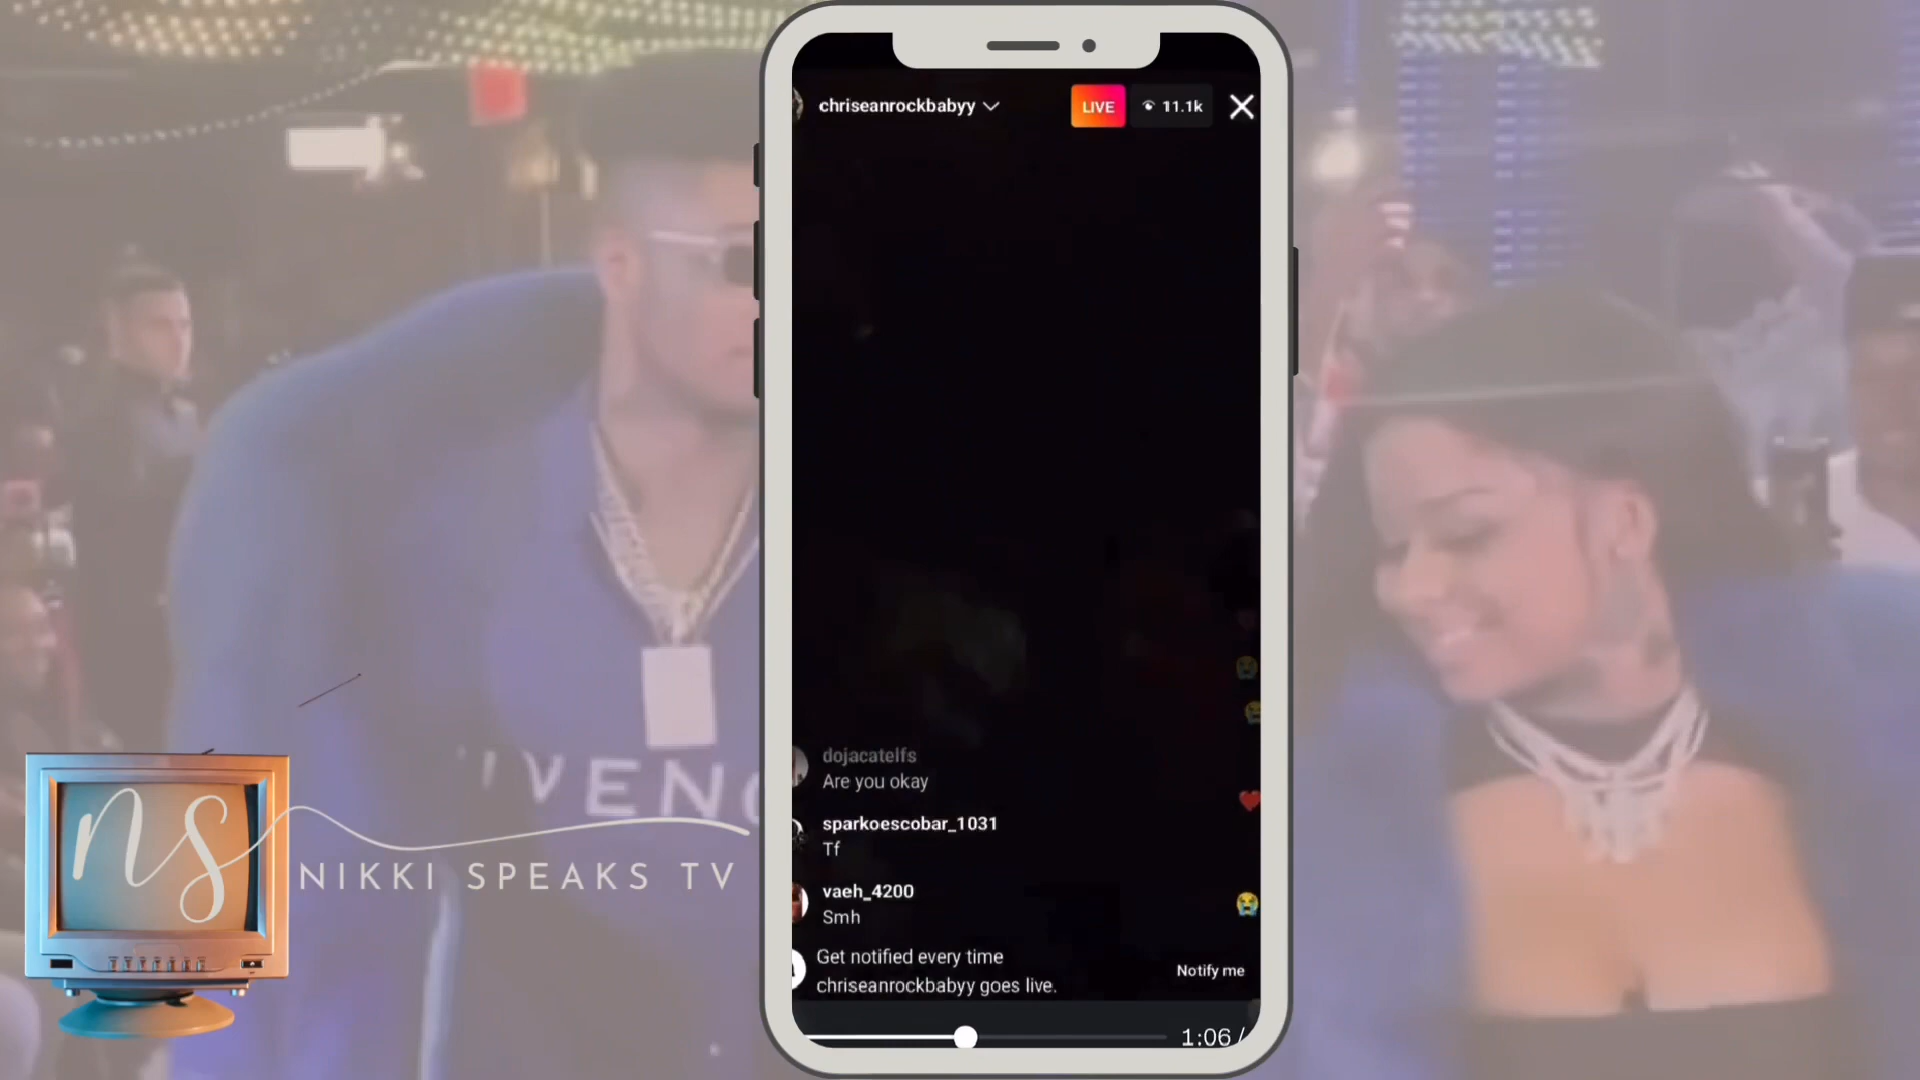 chriseanrockbabyy
LIVE
11.1k
dojacatelfs
Are you okay
sparkoescobar_1031
Tf
vaeh_4200
Smh
Get notified every time
chriseanrockbabyy goes live.
Notify me
1:06 /
ns
NIKKI SPEAKS TV